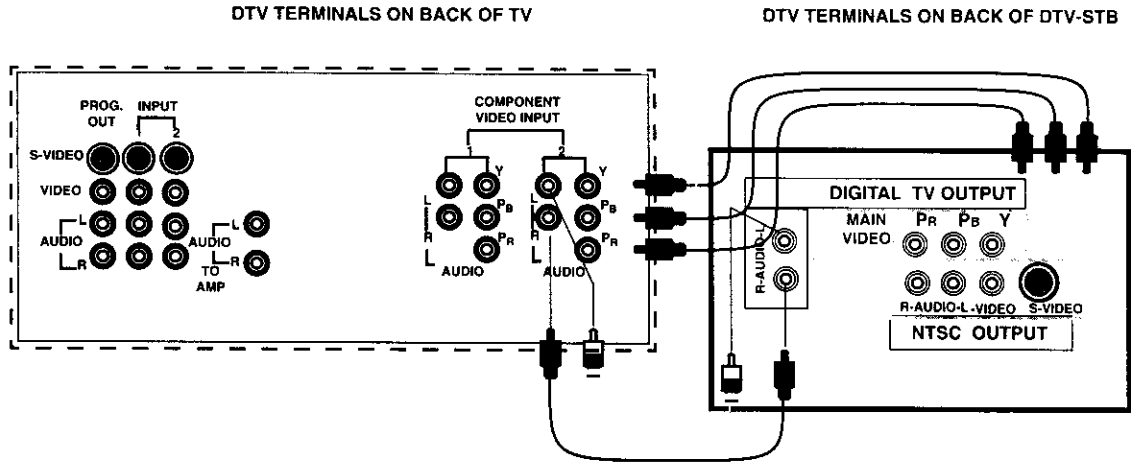 DTV TERMINALS ON BACK OF TV
DTV TERMINALS ON BACK OF DTV-STB
PROG. OUT
INPUT
1 2
S-VIDEO
VIDEO
AUDIO
L
R
AUDIO
TO
AMP
L
R
COMPONENT
VIDEO INPUT
1
2
Y
PB
PR
L
R
L
AUDIO
Y
PB
PR
L
R
L
AUDIO
DIGITAL TV OUTPUT
MAIN
VIDEO
PR PB Y
R-AUDIO-L
R-AUDIO-L-VIDEO S-VIDEO
NTSC OUTPUT